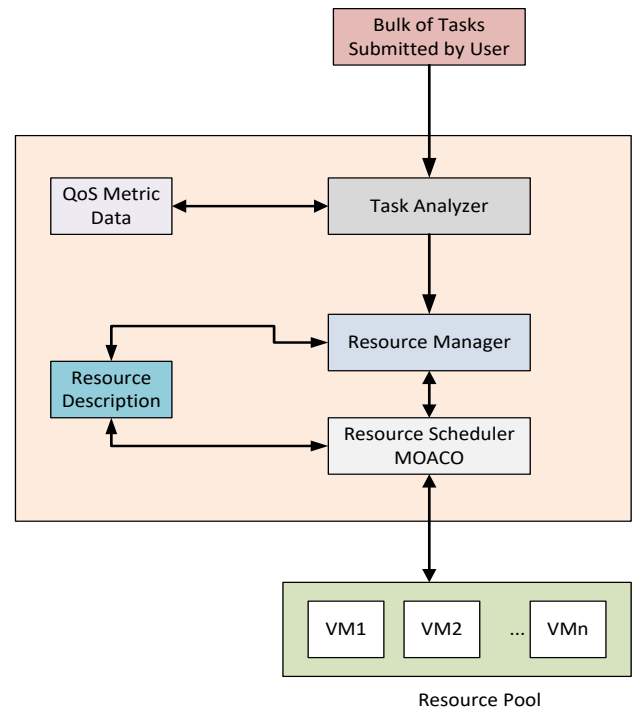 Bulk of Tasks
Submitted by User
QoS Metric
Data
Task Analyzer
Resource Manager
Resource
Description
Resource Scheduler
MOACO
VM1
VM2
...
VMn
Resource Pool